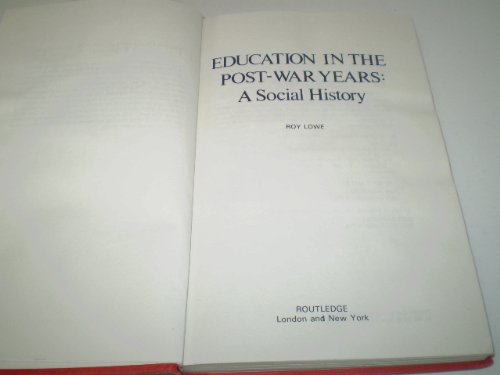 EDUCATION IN THE
POST-WAR YEARS:
A Social History
ROY LOWE
ROUTLEDGE
London and New York